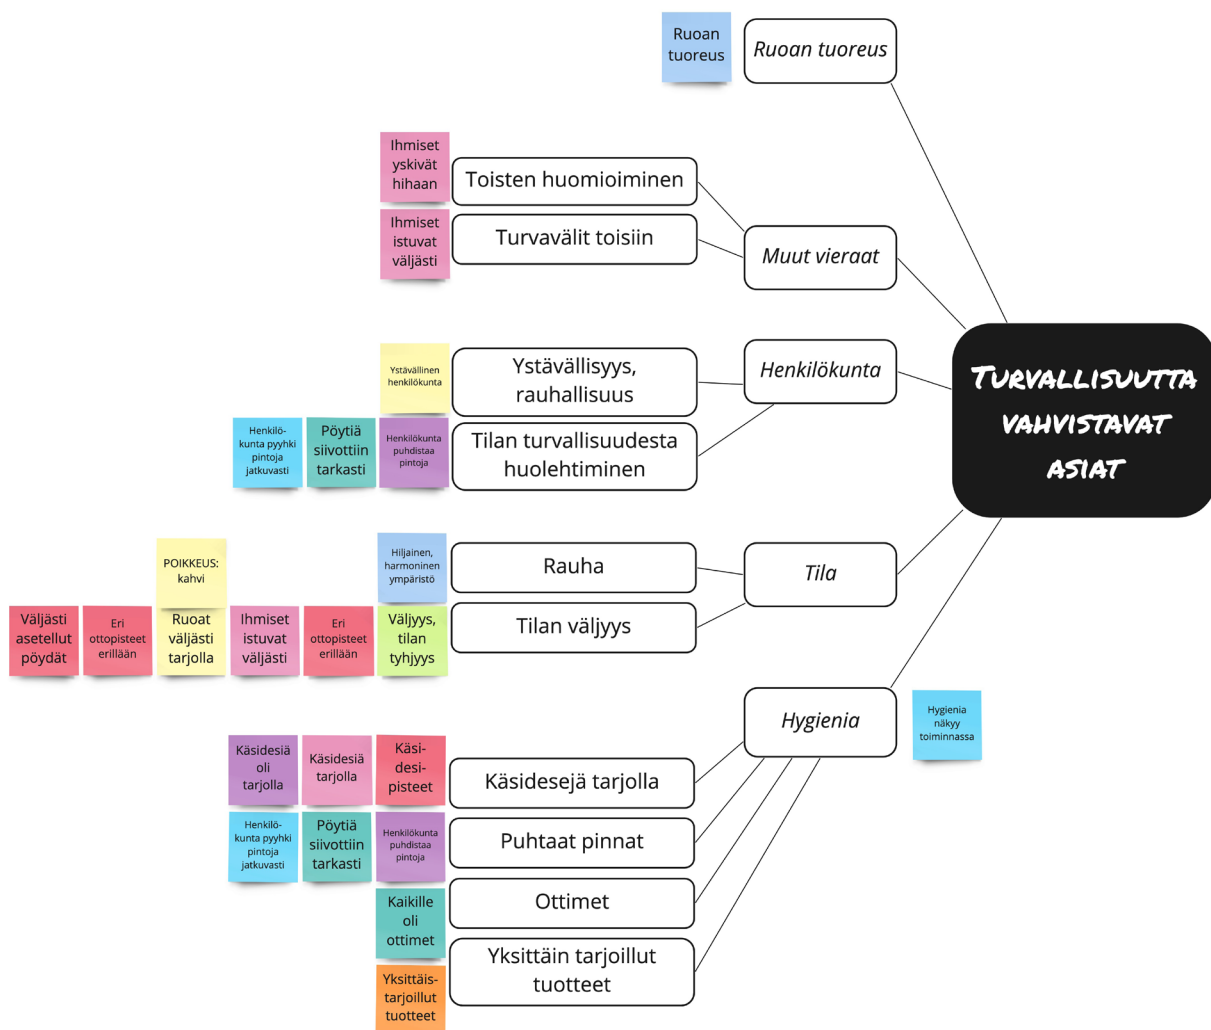 Ruoan
tuoreus
Ruoan tuoreus
Ihmiset
yskivät
hihaan
Toisten huomioiminen
Ihmiset
istuvat
väljästi
Turvavälit toisiin
Muut vieraat
Ystävällinen
henkilökunta
Ystävällisyys,
rauhallisuus
Henkilökunta
Henkilö-
kunta pyyhki
pintoja
jatkuvasti
Pöytiä
siivottiin
tarkasti
Henkilökunta
puhdistaa
pintoja
Tilan turvallisuudesta
huolehtiminen
TURVALLISUUTTA
VAHVISTAVAT
ASIAT
Hiljainen,
harmoninen
ympäristö
Rauha
Tila
POIKKEUS:
kahvi
Väljästi
asetellut
pöydät
Eri
ottopisteet
erillään
Ruoat
väljästi
tarjolla
Ihmiset
istuvat
väljästi
Eri
ottopisteet
erillään
Väljyys,
tilan
tyhjyys
Tilan väljyys
Hygienia
Hygienia
näkyy
toiminnassa
Käsidesiä
oli
tarjolla
Käsidesiä
tarjolla
Käsi-
desi-
pisteet
Käsidesejä tarjolla
Henkilö-
kunta pyyhki
pintoja
jatkuvasti
Pöytiä
siivottiin
tarkasti
Henkilökunta
puhdistaa
pintoja
Puhtaat pinnat
Kaikille
oli
ottimet
Ottimet
Yksittäis-
tarjoillut
tuotteet
Yksittäin tarjoillut
tuotteet